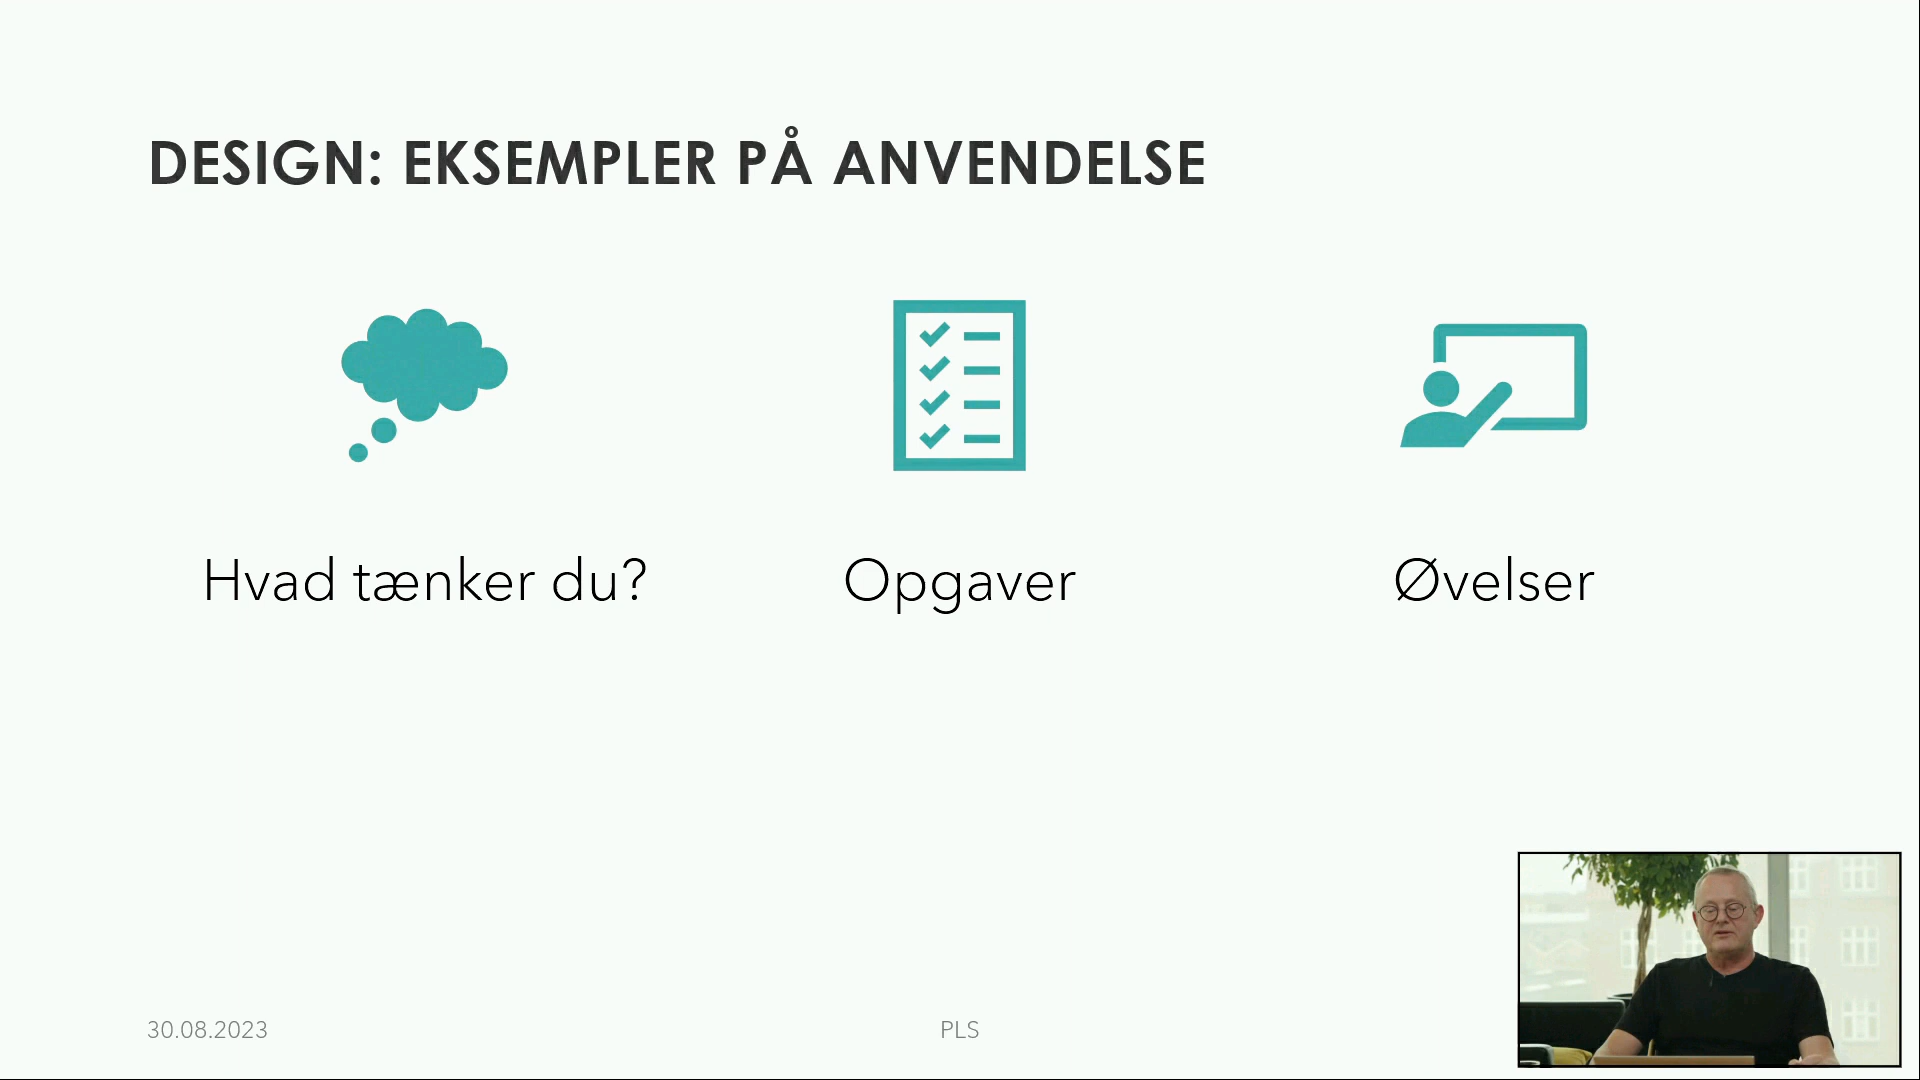 DESIGN: EKSEMPLER PÅ ANVENDELSE
Hvad tænker du?
Opgaver
Øvelser
30.08.2023
PLS